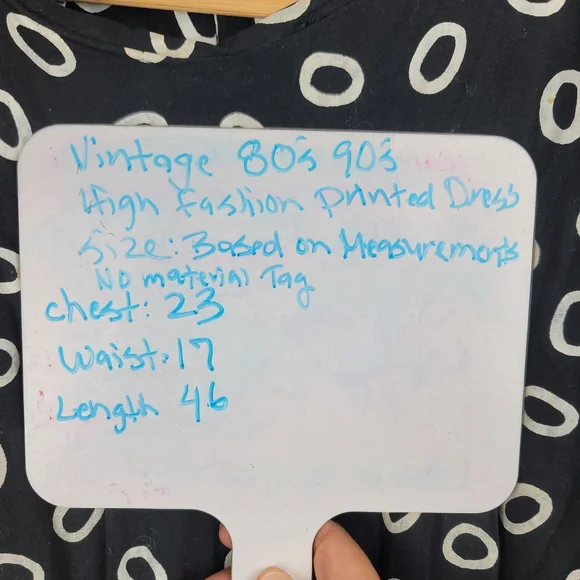 Vintage 80's 90's
High Fashion Printed Dress
Size: Based on Measurements
No material Tag
Chest: 23
Waist: 17
Length 46